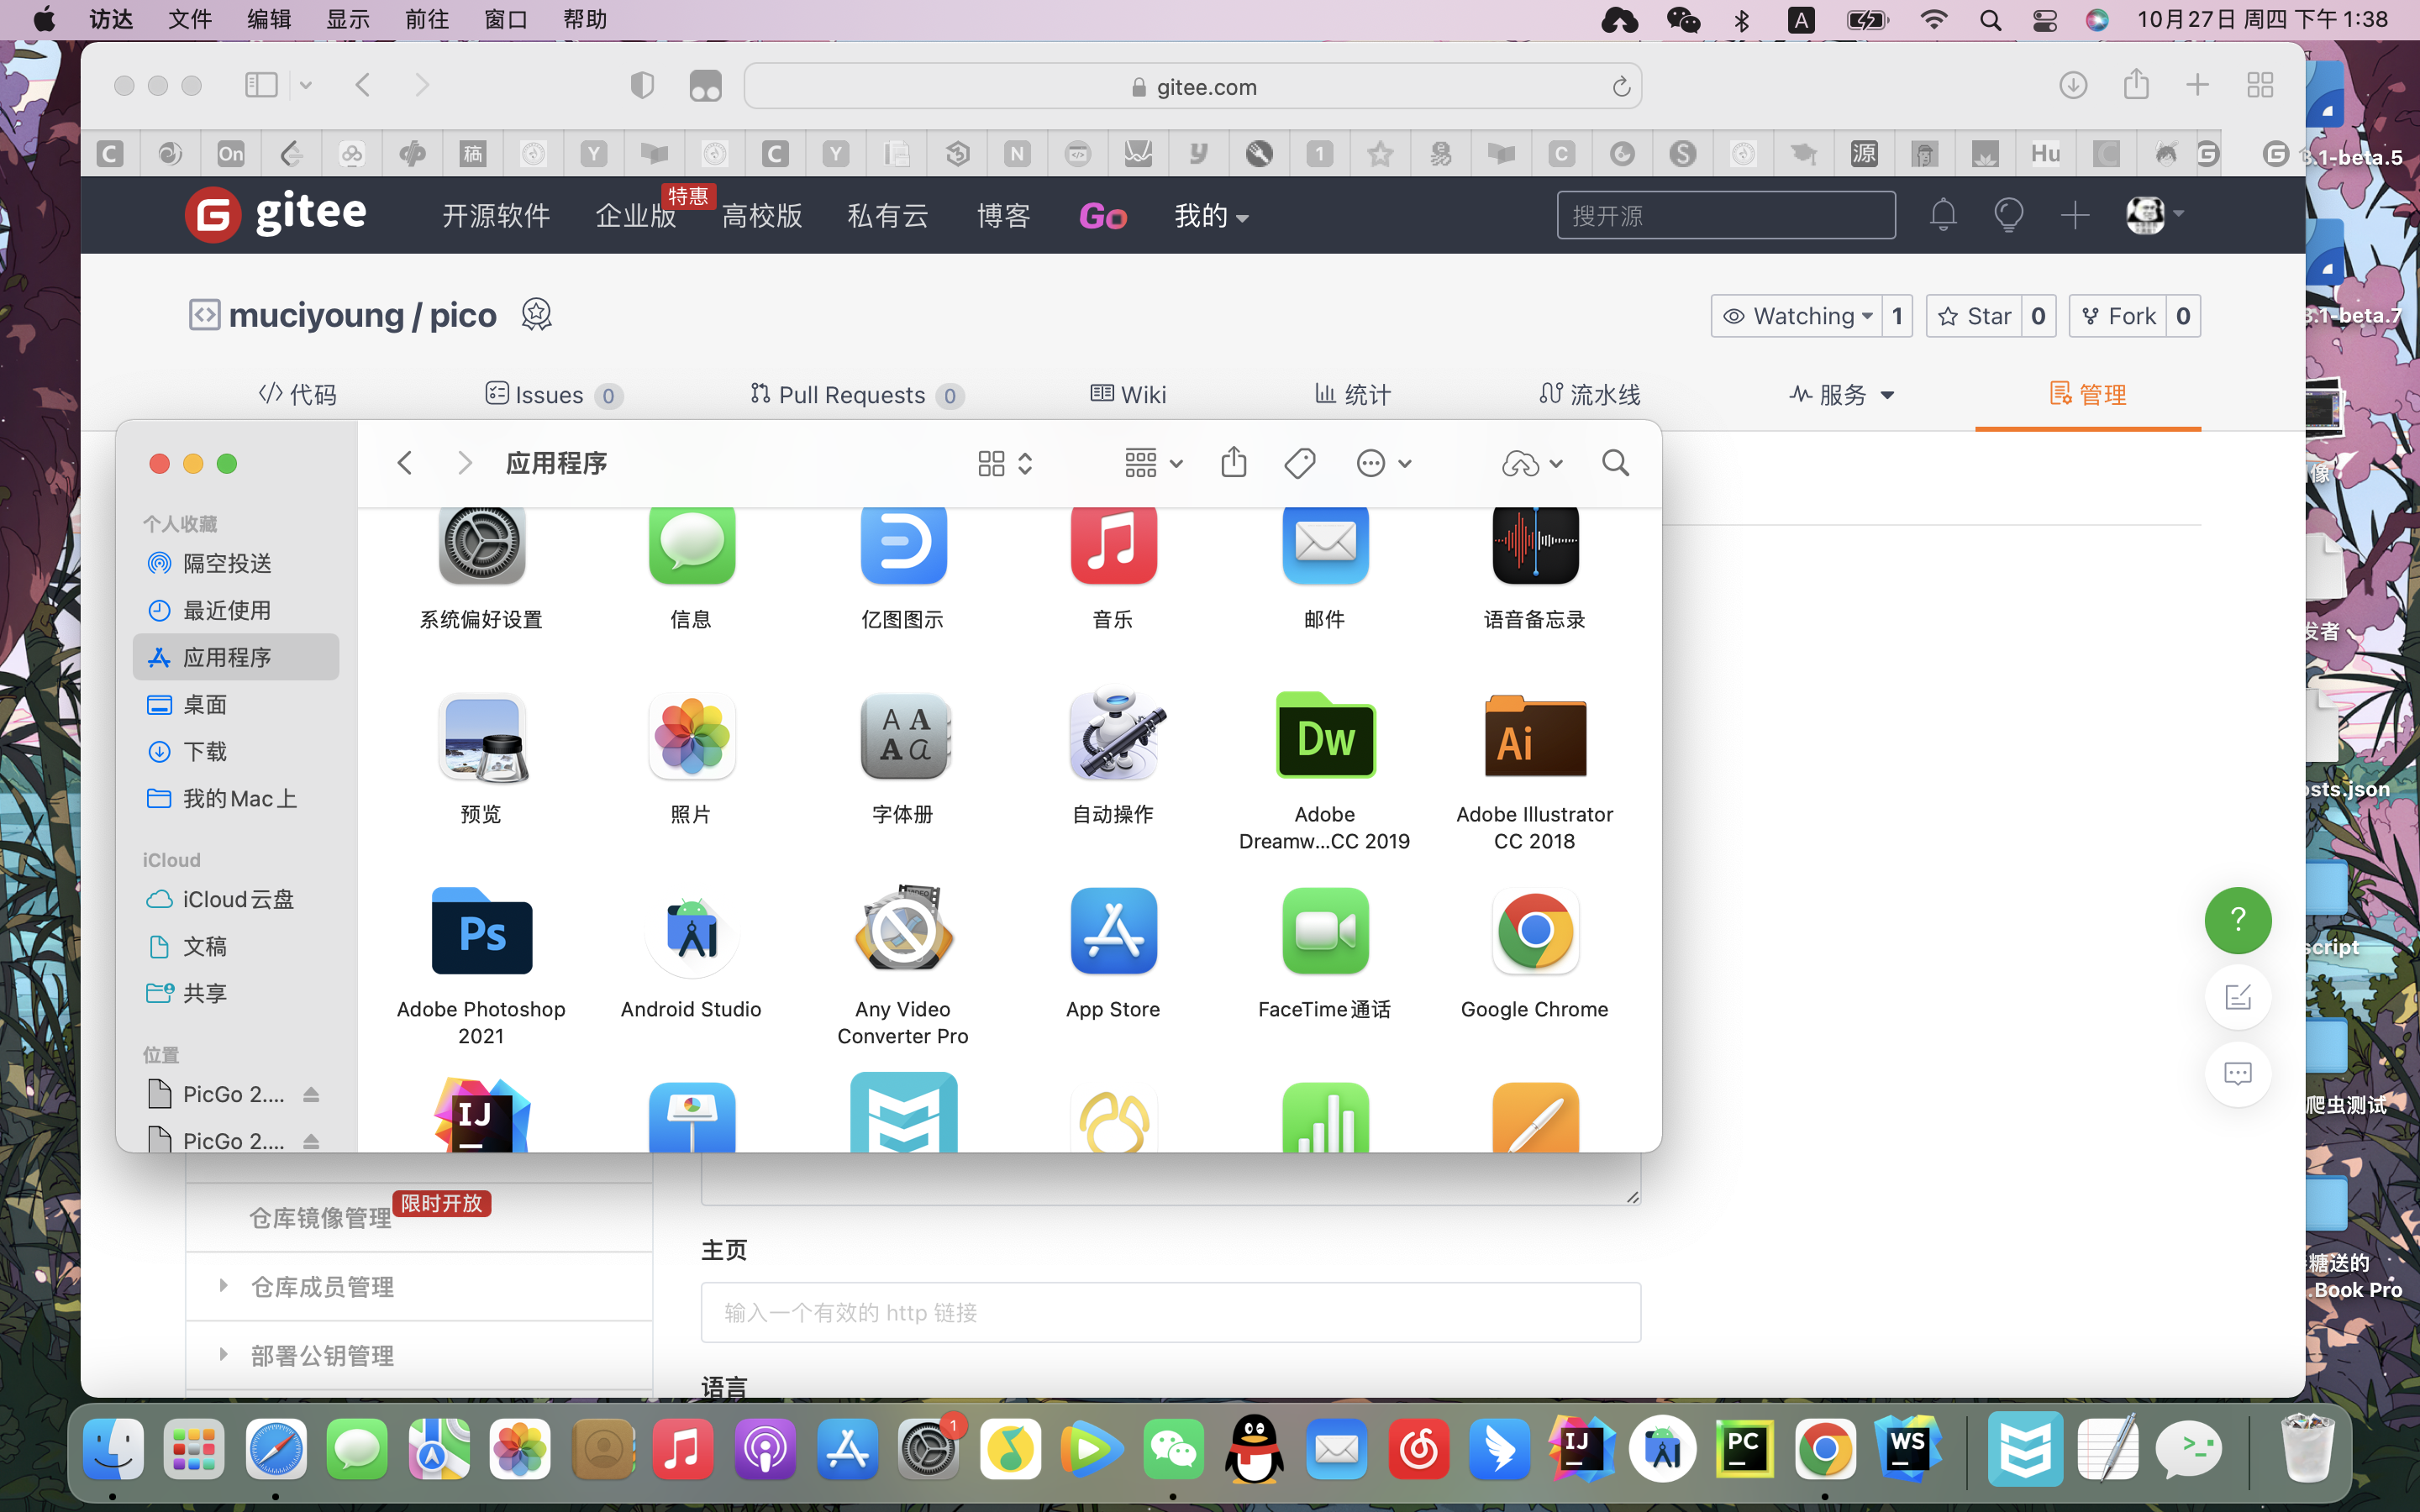 访达 文件 编辑 显示 前往 窗口 帮助
A
10月27日 周四 下午 1:38
gitee.com
C On 稿 Y C Y N 1 C S 源 Hu C G G
3.1-beta.5
G gitee 开源软件 企业版 特惠 高校版 私有云 博客 Go 我的 搜开源
muciyoung / pico
Watching 1 Star 0 Fork 0
3.1-beta.7
代码 Issues 0 Pull Requests 0 Wiki 统计 流水线 服务 管理
应用程序
像
个人收藏
隔空投送
最近使用
应用程序
桌面
下载
我的Mac上
iCloud
iCloud云盘
文稿
共享
位置
PicGo 2....
PicGo 2....
系统偏好设置 信息 亿图图示 音乐 邮件 语音备忘录
发者
A A A a
Dw
Ai
预览 照片 字体册 自动操作 Adobe Dreamw...CC 2019 Adobe Illustrator CC 2018
osts.json
Ps
Adobe Photoshop 2021 Android Studio Any Video Converter Pro App Store FaceTime通话 Google Chrome
?
script
IJ
爬虫测试
仓库镜像管理 限时开放
仓库成员管理
部署公钥管理
主页
输入一个有效的 http 链接
语言
糖送的
.Book Pro
1
IJ
PC
WS